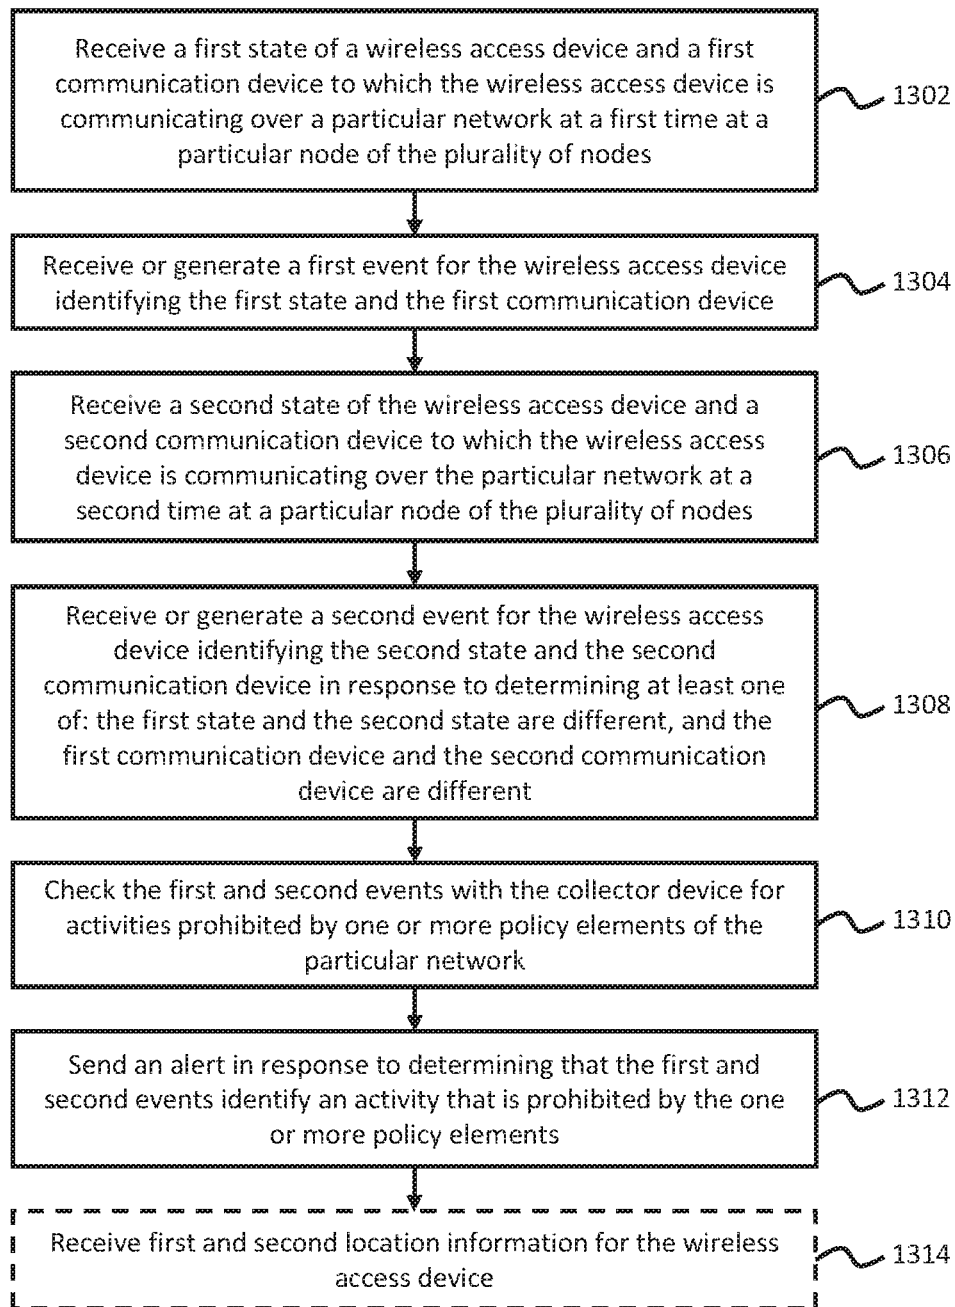 Receive a first state of a wireless access device and a first
communication device to which the wireless access device is
communicating over a particular network at a first time at a
particular node of the plurality of nodes
1302
Receive or generate a first event for the wireless access device
identifying the first state and the first communication device
1304
Receive a second state of the wireless access device and a
second communication device to which the wireless access
device is communicating over the particular network at a
second time at a particular node of the plurality of nodes
1306
Receive or generate a second event for the wireless access
device identifying the second state and the second
communication device in response to determining at least one
of: the first state and the second state are different, and the
first communication device and the second communication
device are different
1308
Check the first and second events with the collector device for
activities prohibited by one or more policy elements of the
particular network
1310
Send an alert in response to determining that the first and
second events identify an activity that is prohibited by the one
or more policy elements
1312
Receive first and second location information for the wireless
access device
1314